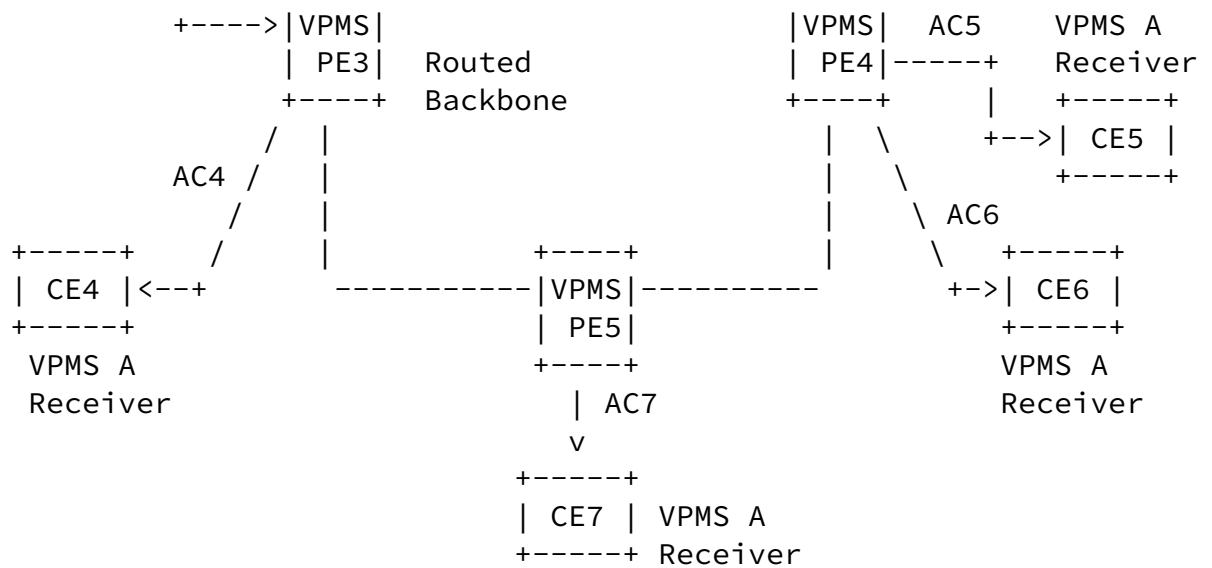 +---->|VPMS| |VPMS| AC5 VPMS A
| PE3| Routed | PE4|-----+ Receiver
+----+ Backbone +----+ | +-----+
/ | | \ +-->| CE5 |
AC4 / | | \ +-----+
/ | | \ AC6
+-----+ / | +----+ | \ +-----+
| CE4 |<--+ -----------|VPMS|---------- +->| CE6 |
+-----+ | PE5| +-----+
VPMS A +----+ VPMS A
Receiver | AC7 Receiver
v
+-----+
| CE7 | VPMS A
+-----+ Receiver